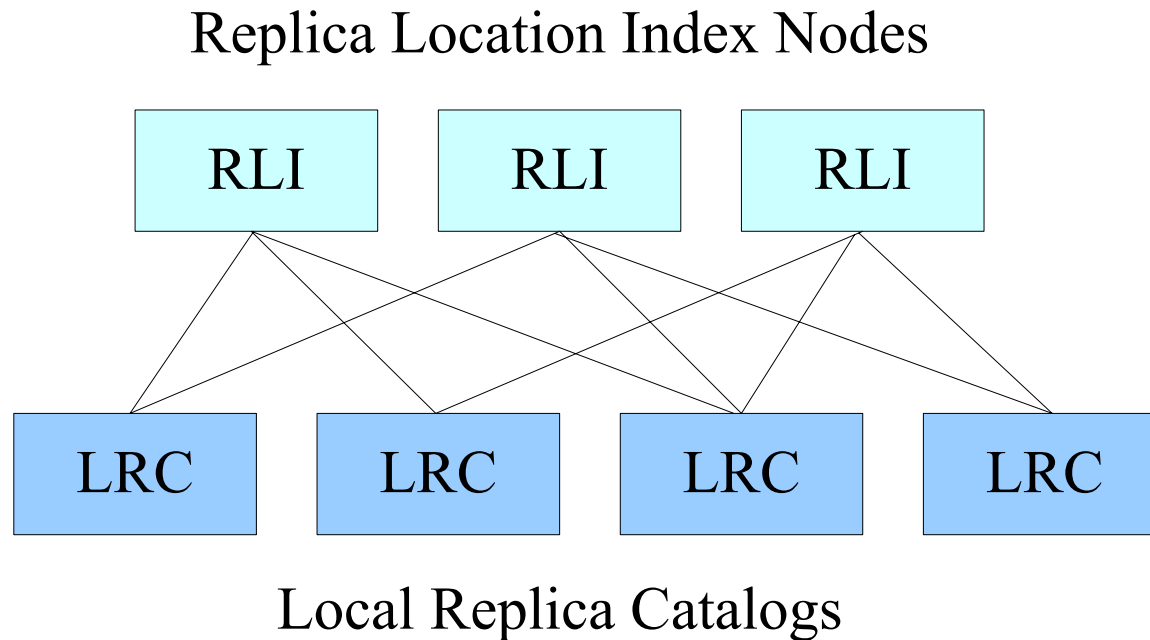 Replica Location Index Nodes
RLI RLI RLI
LRC LRC LRC LRC
Local Replica Catalogs